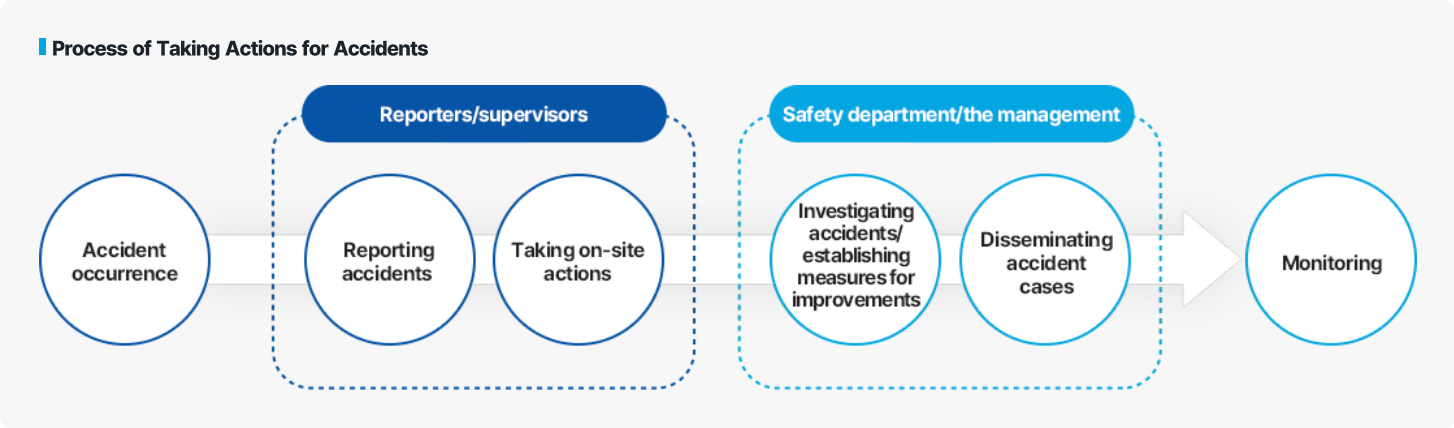 Process of Taking Actions for Accidents
Reporters/supervisors
Safety department/the management
Accident
occurrence
Reporting
accidents
Taking on-site
actions
Investigating
accidents/
establishing
measures for
improvements
Disseminating
accident
cases
Monitoring